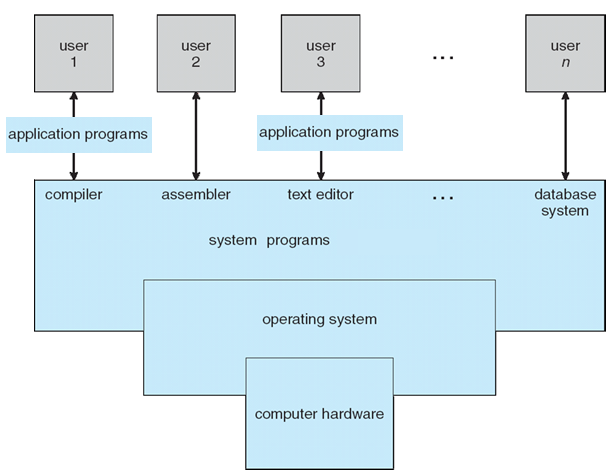 user
1
user
2
user
3
...
user
n
application programs
application programs
compiler
assembler
text editor
...
database
system
system programs
operating system
computer hardware